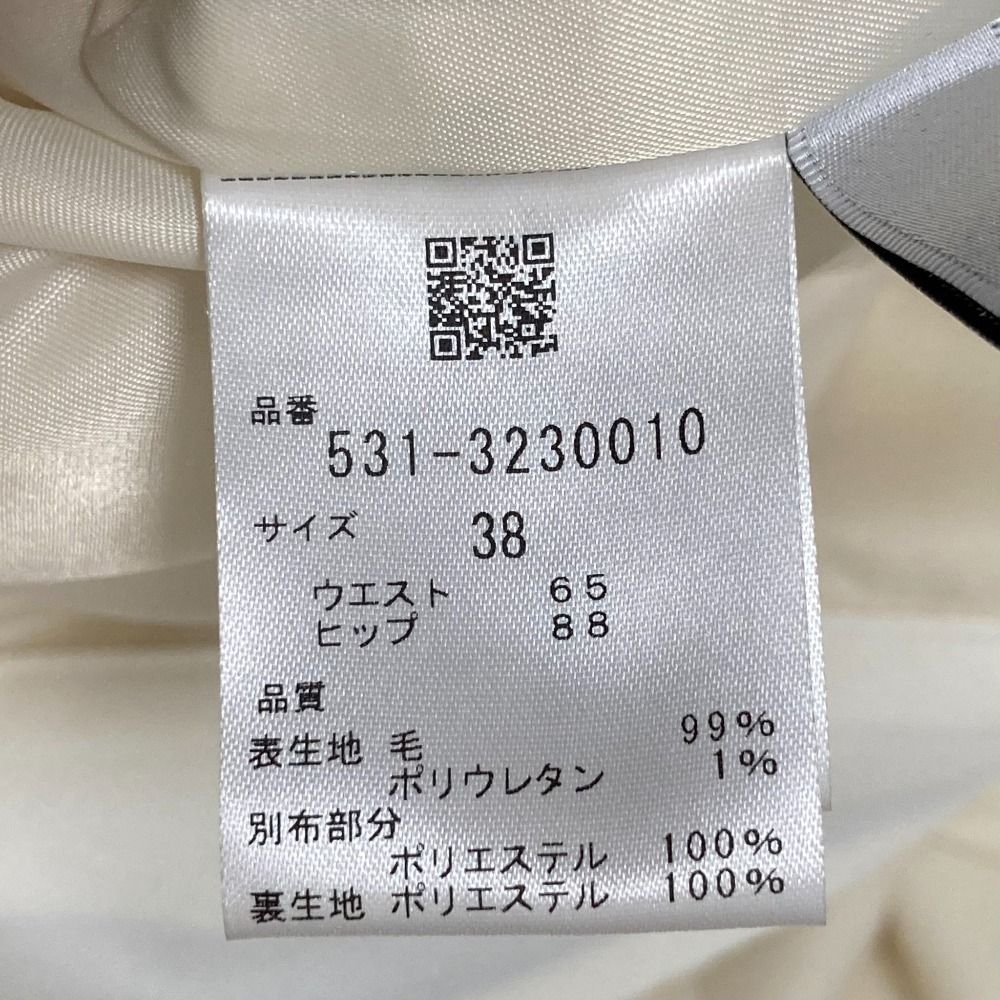 品番
531-3230010
サイズ 38
ウエスト 65
ヒップ 88
品質
表生地 毛 99%
ポリウレタン 1%
別布部分
ポリエステル 100%
裏生地 ポリエステル 100%